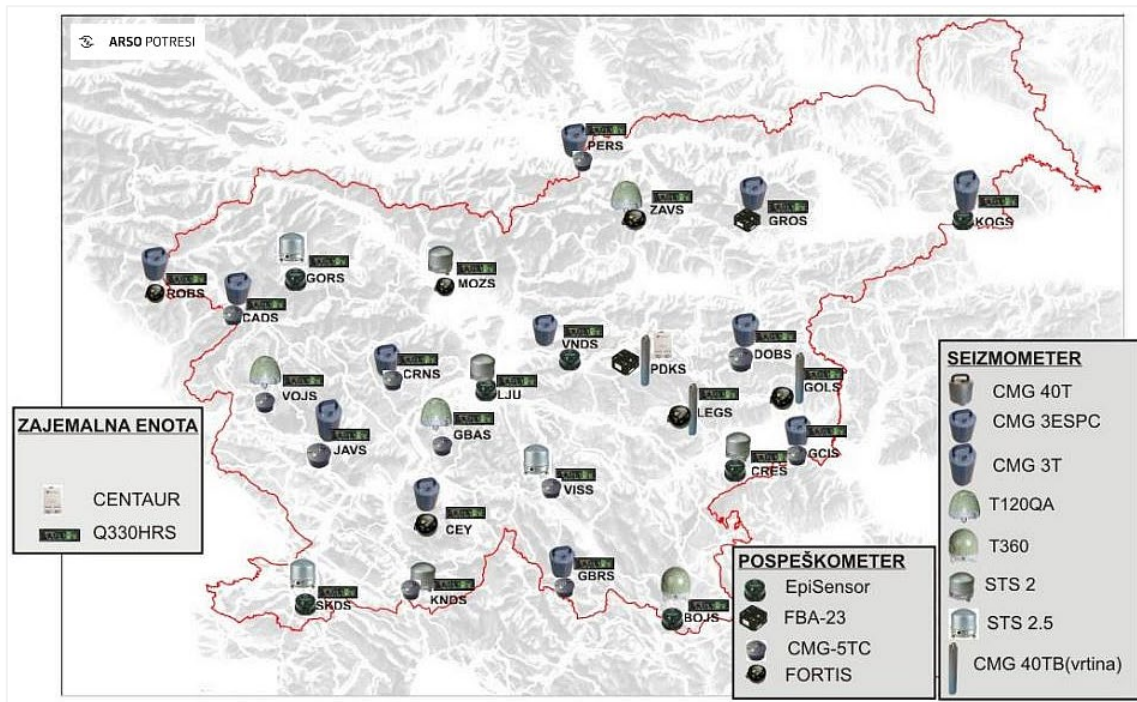 ARSO POTRESI
PERS
ZAVS
GROS
KOGS
ROBS
GORS
MOZS
CADS
VNDS
PDKS
DOBS
CRNS
LJU
VOJS
LEGS
GOLS
GBAS
JAVS
VISS
CRES
GCIS
CEY
GBRS
SKDS
KNDS
BOJS
ZAJEMALNA ENOTA
CENTAUR
Q330HRS
POSPEŠKOMETER
EpiSensor
FBA-23
CMG-5TC
FORTIS
SEIZMOMETER
CMG 40T
CMG 3ESPC
CMG 3T
T120QA
T360
STS 2
STS 2.5
CMG 40TB(vrtina)